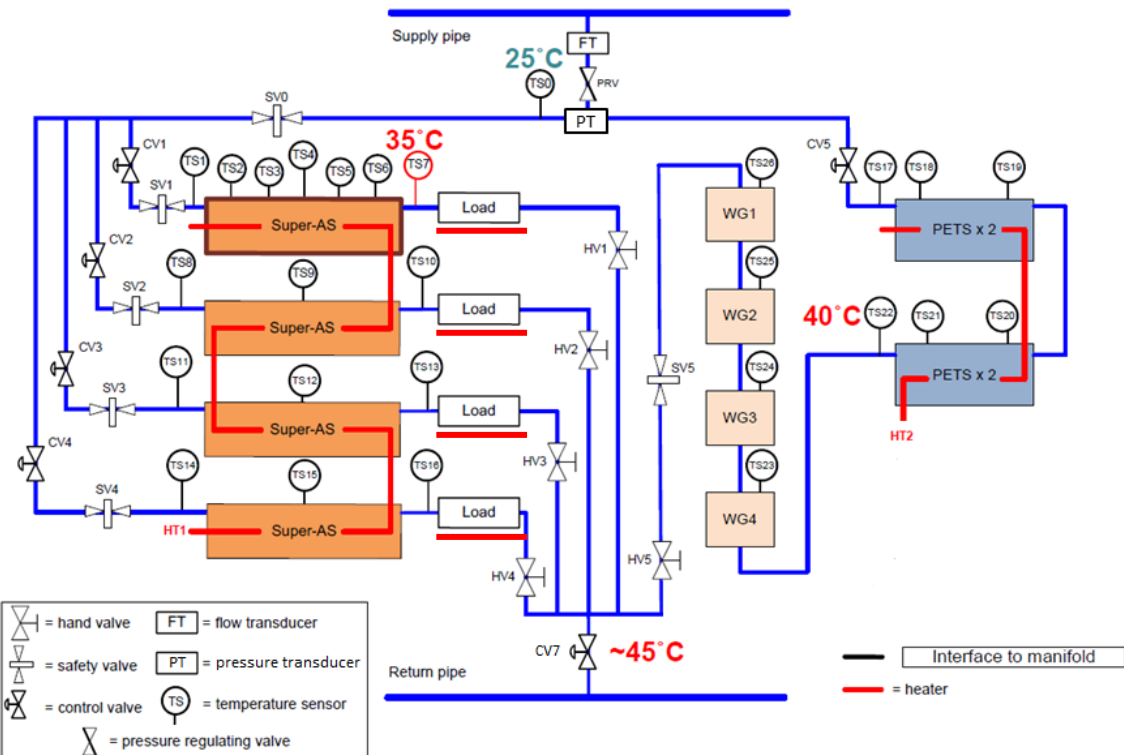 Supply pipe
FT
25°C
TS0
PRV
SV0
PT
CV1
TS1
TS2
TS3
TS4
TS5
TS6
35°C
TS7
CV5
TS17
TS18
TS19
TS26
SV1
Super-AS
Load
WG1
PETS x 2
HV1
CV2
TS8
TS9
TS10
TS25
SV2
Super-AS
Load
WG2
40°C
TS22
TS21
TS20
HV2
CV3
TS11
TS12
TS13
SV5
TS24
PETS x 2
SV3
Super-AS
Load
WG3
HT2
CV4
TS14
TS15
TS16
HV3
TS23
SV4
HT1
Super-AS
Load
WG4
HV4
HV5
= hand valve
FT
= flow transducer
= safety valve
PT
= pressure transducer
CV7
~45°C
Interface to manifold
Return pipe
= heater
= control valve
TS
= temperature sensor
= pressure regulating valve